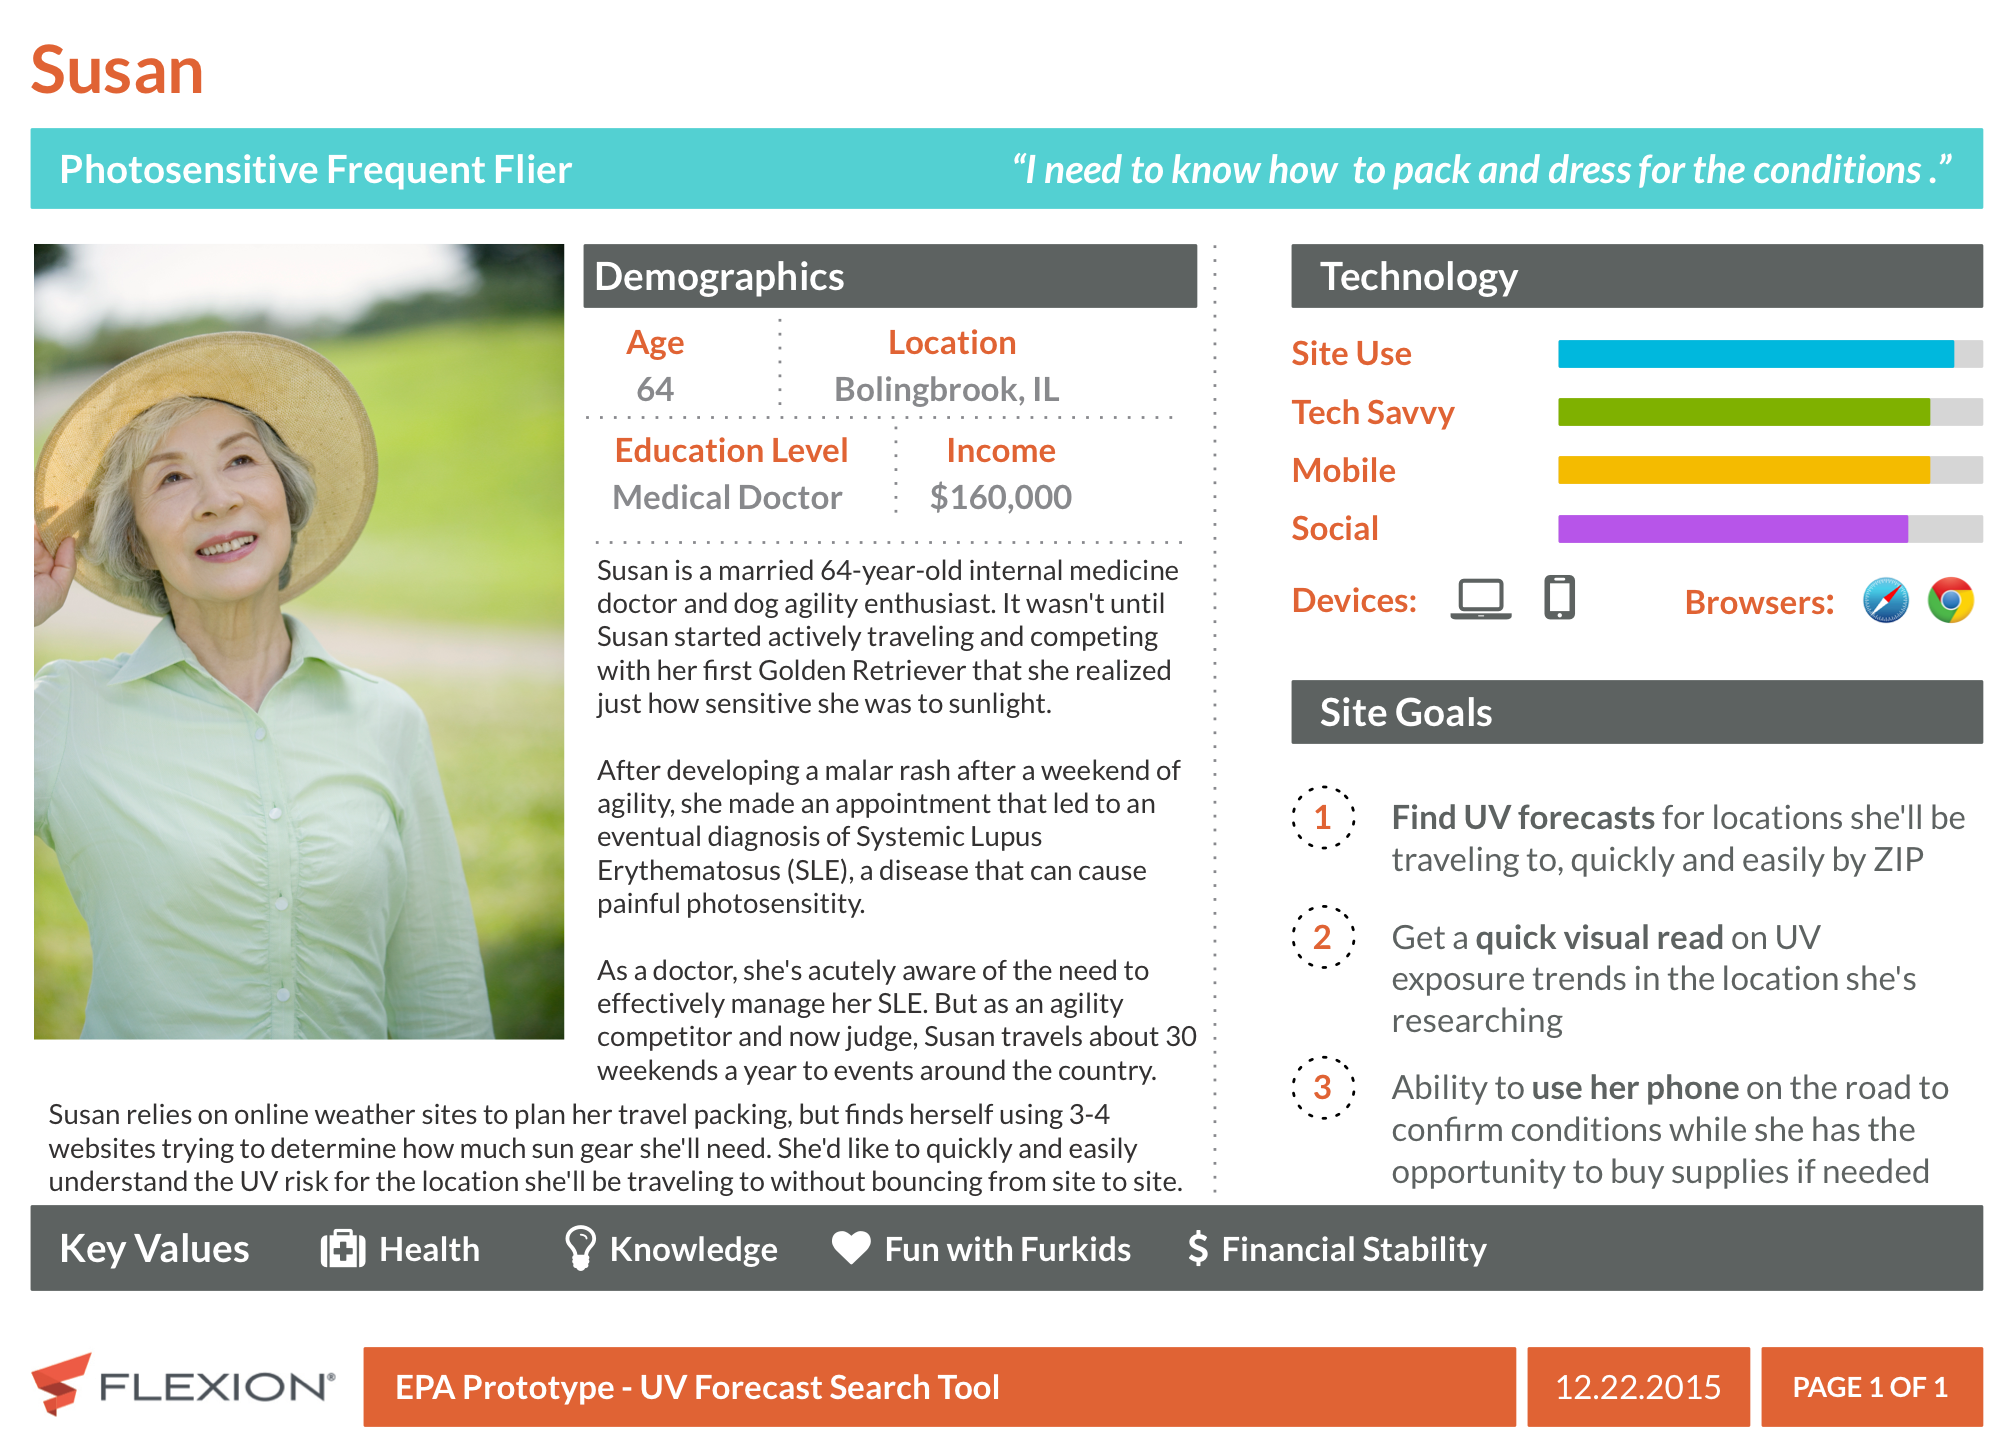 Susan
Photosensitive Frequent Flier
“I need to know how to pack and dress for the conditions .”
Demographics
Age
64
Location
Bolingbrook, IL
Education Level
Medical Doctor
Income
$160,000
Susan is a married 64-year-old internal medicine
doctor and dog agility enthusiast. It wasn't until
Susan started actively traveling and competing
with her first Golden Retriever that she realized
just how sensitive she was to sunlight.
After developing a malar rash after a weekend of
agility, she made an appointment that led to an
eventual diagnosis of Systemic Lupus
Erythematosus (SLE), a disease that can cause
painful photosensitity.
As a doctor, she's acutely aware of the need to
effectively manage her SLE. But as an agility
competitor and now judge, Susan travels about 30
weekends a year to events around the country.
Susan relies on online weather sites to plan her travel packing, but finds herself using 3-4
websites trying to determine how much sun gear she'll need. She'd like to quickly and easily
understand the UV risk for the location she'll be traveling to without bouncing from site to site.
Technology
Site Use
Tech Savvy
Mobile
Social
Devices:
Browsers:
Site Goals
1
Find UV forecasts for locations she'll be
traveling to, quickly and easily by ZIP
2
Get a quick visual read on UV
exposure trends in the location she's
researching
3
Ability to use her phone on the road to
confirm conditions while she has the
opportunity to buy supplies if needed
Key Values
Health
Knowledge
Fun with Furkids
$ Financial Stability
FLEXION®
EPA Prototype - UV Forecast Search Tool
12.22.2015
PAGE 1 OF 1